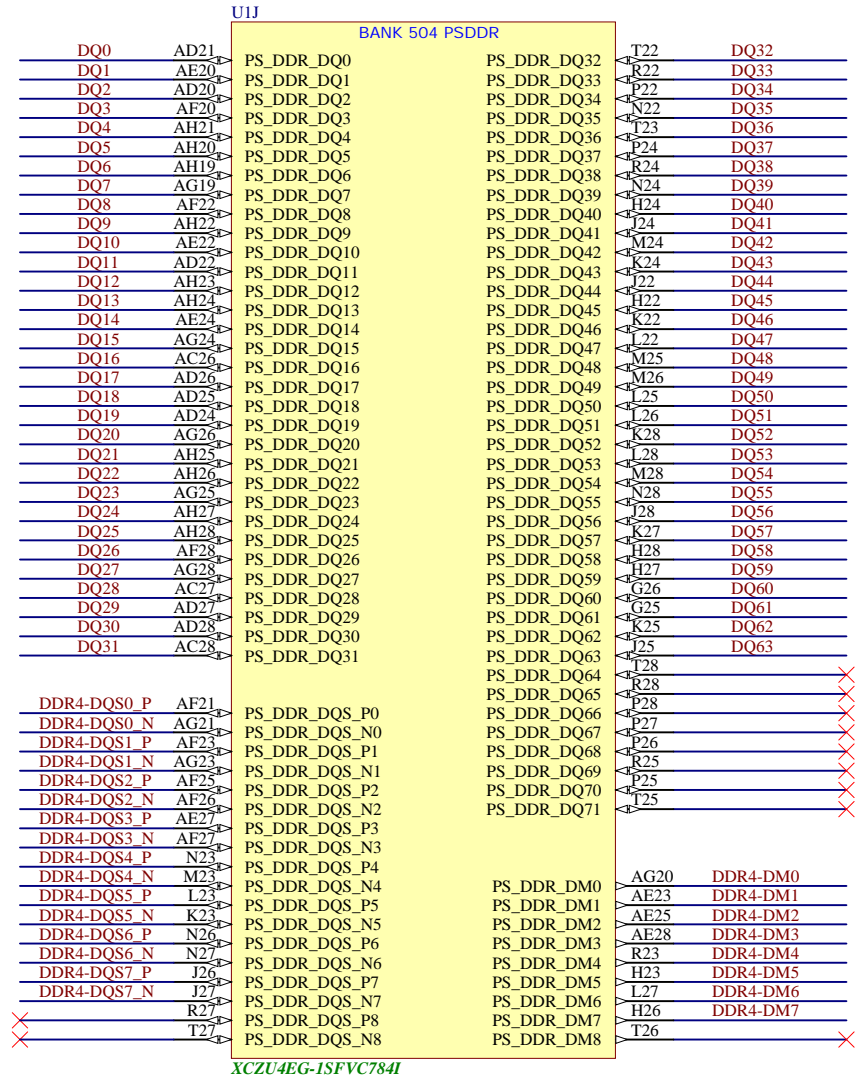 U1J
BANK 504 PSDDR
DQ0 AD21 PS_DDR_DQ0 PS_DDR_DQ32 T22 DQ32
DQ1 AE20 PS_DDR_DQ1 PS_DDR_DQ33 R22 DQ33
DQ2 AD20 PS_DDR_DQ2 PS_DDR_DQ34 P22 DQ34
DQ3 AF20 PS_DDR_DQ3 PS_DDR_DQ35 N22 DQ35
DQ4 AH21 PS_DDR_DQ4 PS_DDR_DQ36 T23 DQ36
DQ5 AH20 PS_DDR_DQ5 PS_DDR_DQ37 P24 DQ37
DQ6 AH19 PS_DDR_DQ6 PS_DDR_DQ38 R24 DQ38
DQ7 AG19 PS_DDR_DQ7 PS_DDR_DQ39 N24 DQ39
DQ8 AF22 PS_DDR_DQ8 PS_DDR_DQ40 H24 DQ40
DQ9 AH22 PS_DDR_DQ9 PS_DDR_DQ41 J24 DQ41
DQ10 AE22 PS_DDR_DQ10 PS_DDR_DQ42 M24 DQ42
DQ11 AD22 PS_DDR_DQ11 PS_DDR_DQ43 K24 DQ43
DQ12 AH23 PS_DDR_DQ12 PS_DDR_DQ44 J22 DQ44
DQ13 AH24 PS_DDR_DQ13 PS_DDR_DQ45 H22 DQ45
DQ14 AE24 PS_DDR_DQ14 PS_DDR_DQ46 K22 DQ46
DQ15 AG24 PS_DDR_DQ15 PS_DDR_DQ47 L22 DQ47
DQ16 AC26 PS_DDR_DQ16 PS_DDR_DQ48 M25 DQ48
DQ17 AD26 PS_DDR_DQ17 PS_DDR_DQ49 M26 DQ49
DQ18 AD25 PS_DDR_DQ18 PS_DDR_DQ50 L25 DQ50
DQ19 AD24 PS_DDR_DQ19 PS_DDR_DQ51 L26 DQ51
DQ20 AG26 PS_DDR_DQ20 PS_DDR_DQ52 K28 DQ52
DQ21 AH25 PS_DDR_DQ21 PS_DDR_DQ53 L28 DQ53
DQ22 AH26 PS_DDR_DQ22 PS_DDR_DQ54 M28 DQ54
DQ23 AG25 PS_DDR_DQ23 PS_DDR_DQ55 N28 DQ55
DQ24 AH27 PS_DDR_DQ24 PS_DDR_DQ56 J28 DQ56
DQ25 AH28 PS_DDR_DQ25 PS_DDR_DQ57 K27 DQ57
DQ26 AF28 PS_DDR_DQ26 PS_DDR_DQ58 H28 DQ58
DQ27 AG28 PS_DDR_DQ27 PS_DDR_DQ59 H27 DQ59
DQ28 AC27 PS_DDR_DQ28 PS_DDR_DQ60 G26 DQ60
DQ29 AD27 PS_DDR_DQ29 PS_DDR_DQ61 G25 DQ61
DQ30 AD28 PS_DDR_DQ30 PS_DDR_DQ62 K25 DQ62
DQ31 AC28 PS_DDR_DQ31 PS_DDR_DQ63 J25 DQ63
PS_DDR_DQ64 T28
PS_DDR_DQ65 R28
DDR4-DQS0_P AF21 PS_DDR_DQS_P0 PS_DDR_DQ66 P28
DDR4-DQS0_N AG21 PS_DDR_DQS_N0 PS_DDR_DQ67 P27
DDR4-DQS1_P AF23 PS_DDR_DQS_P1 PS_DDR_DQ68 P26
DDR4-DQS1_N AG23 PS_DDR_DQS_N1 PS_DDR_DQ69 R25
DDR4-DQS2_P AF25 PS_DDR_DQS_P2 PS_DDR_DQ70 P25
DDR4-DQS2_N AF26 PS_DDR_DQS_N2 PS_DDR_DQ71 T25
DDR4-DQS3_P AE27 PS_DDR_DQS_P3
DDR4-DQS3_N AF27 PS_DDR_DQS_N3
DDR4-DQS4_P N23 PS_DDR_DQS_P4
DDR4-DQS4_N M23 PS_DDR_DQS_N4 PS_DDR_DM0 AG20 DDR4-DM0
DDR4-DQS5_P L23 PS_DDR_DQS_P5 PS_DDR_DM1 AE23 DDR4-DM1
DDR4-DQS5_N K23 PS_DDR_DQS_N5 PS_DDR_DM2 AE25 DDR4-DM2
DDR4-DQS6_P N26 PS_DDR_DQS_P6 PS_DDR_DM3 AE28 DDR4-DM3
DDR4-DQS6_N N27 PS_DDR_DQS_N6 PS_DDR_DM4 R23 DDR4-DM4
DDR4-DQS7_P J26 PS_DDR_DQS_P7 PS_DDR_DM5 H23 DDR4-DM5
DDR4-DQS7_N J27 PS_DDR_DQS_N7 PS_DDR_DM6 L27 DDR4-DM6
R27 PS_DDR_DQS_P8 PS_DDR_DM7 H26 DDR4-DM7
T27 PS_DDR_DQS_N8 PS_DDR_DM8 T26
XCZU4EG-1SFVC784I